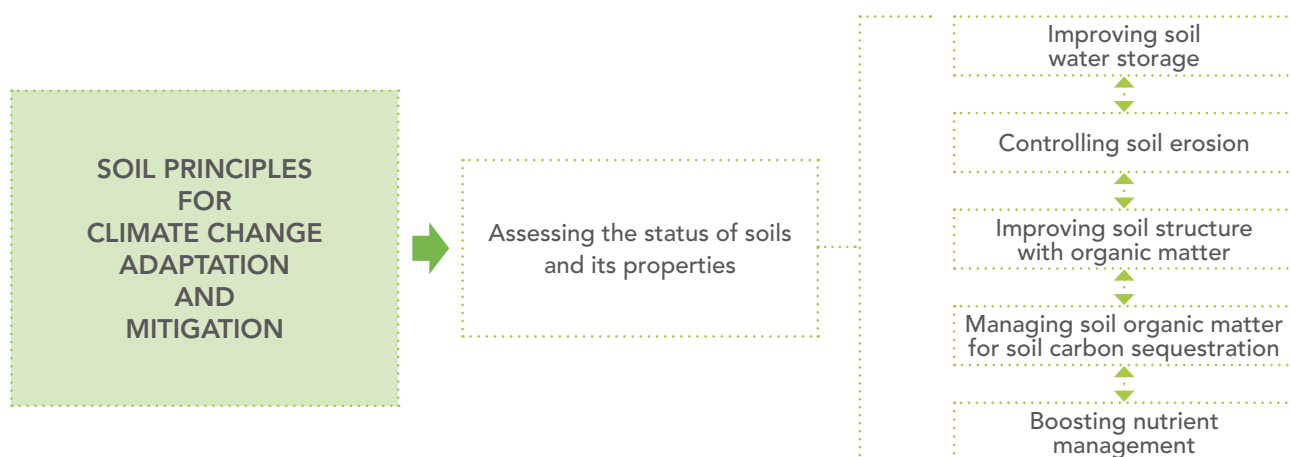 SOIL PRINCIPLES
FOR
CLIMATE CHANGE
ADAPTATION
AND
MITIGATION
Assessing the status of soils
and its properties
Improving soil
water storage
Controlling soil erosion
Improving soil structure
with organic matter
Managing soil organic matter
for soil carbon sequestration
Boosting nutrient
management